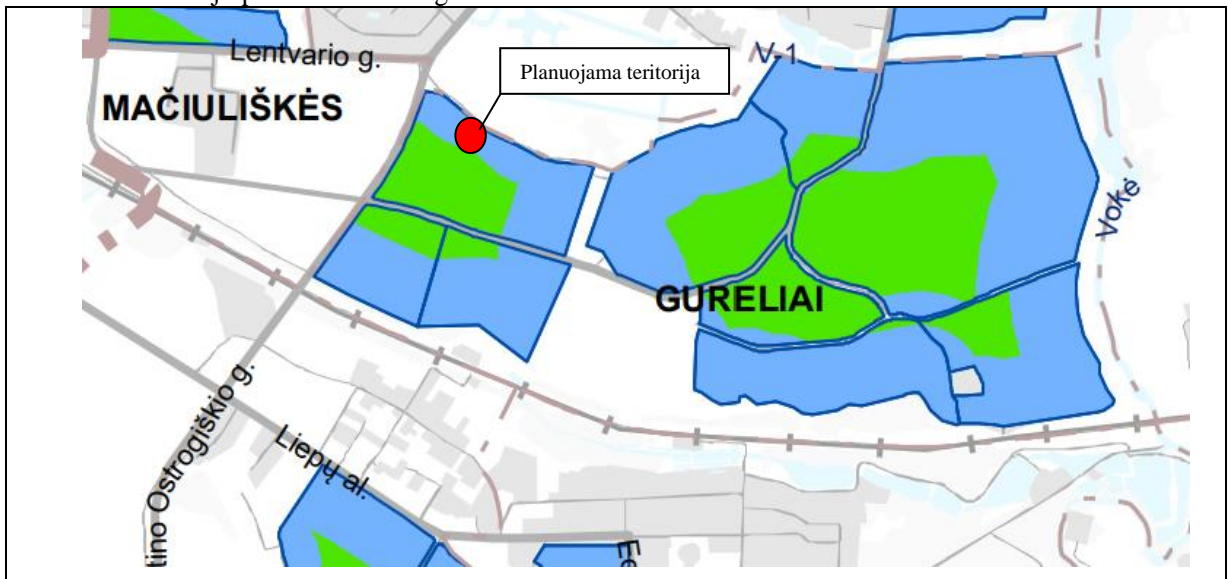 Lentvario g.
V-1
Planuojama teritorija
MAČIULIŠKĖS
Vokė
GURELIAI
tino Ostrogiškio g.
Liepų al.